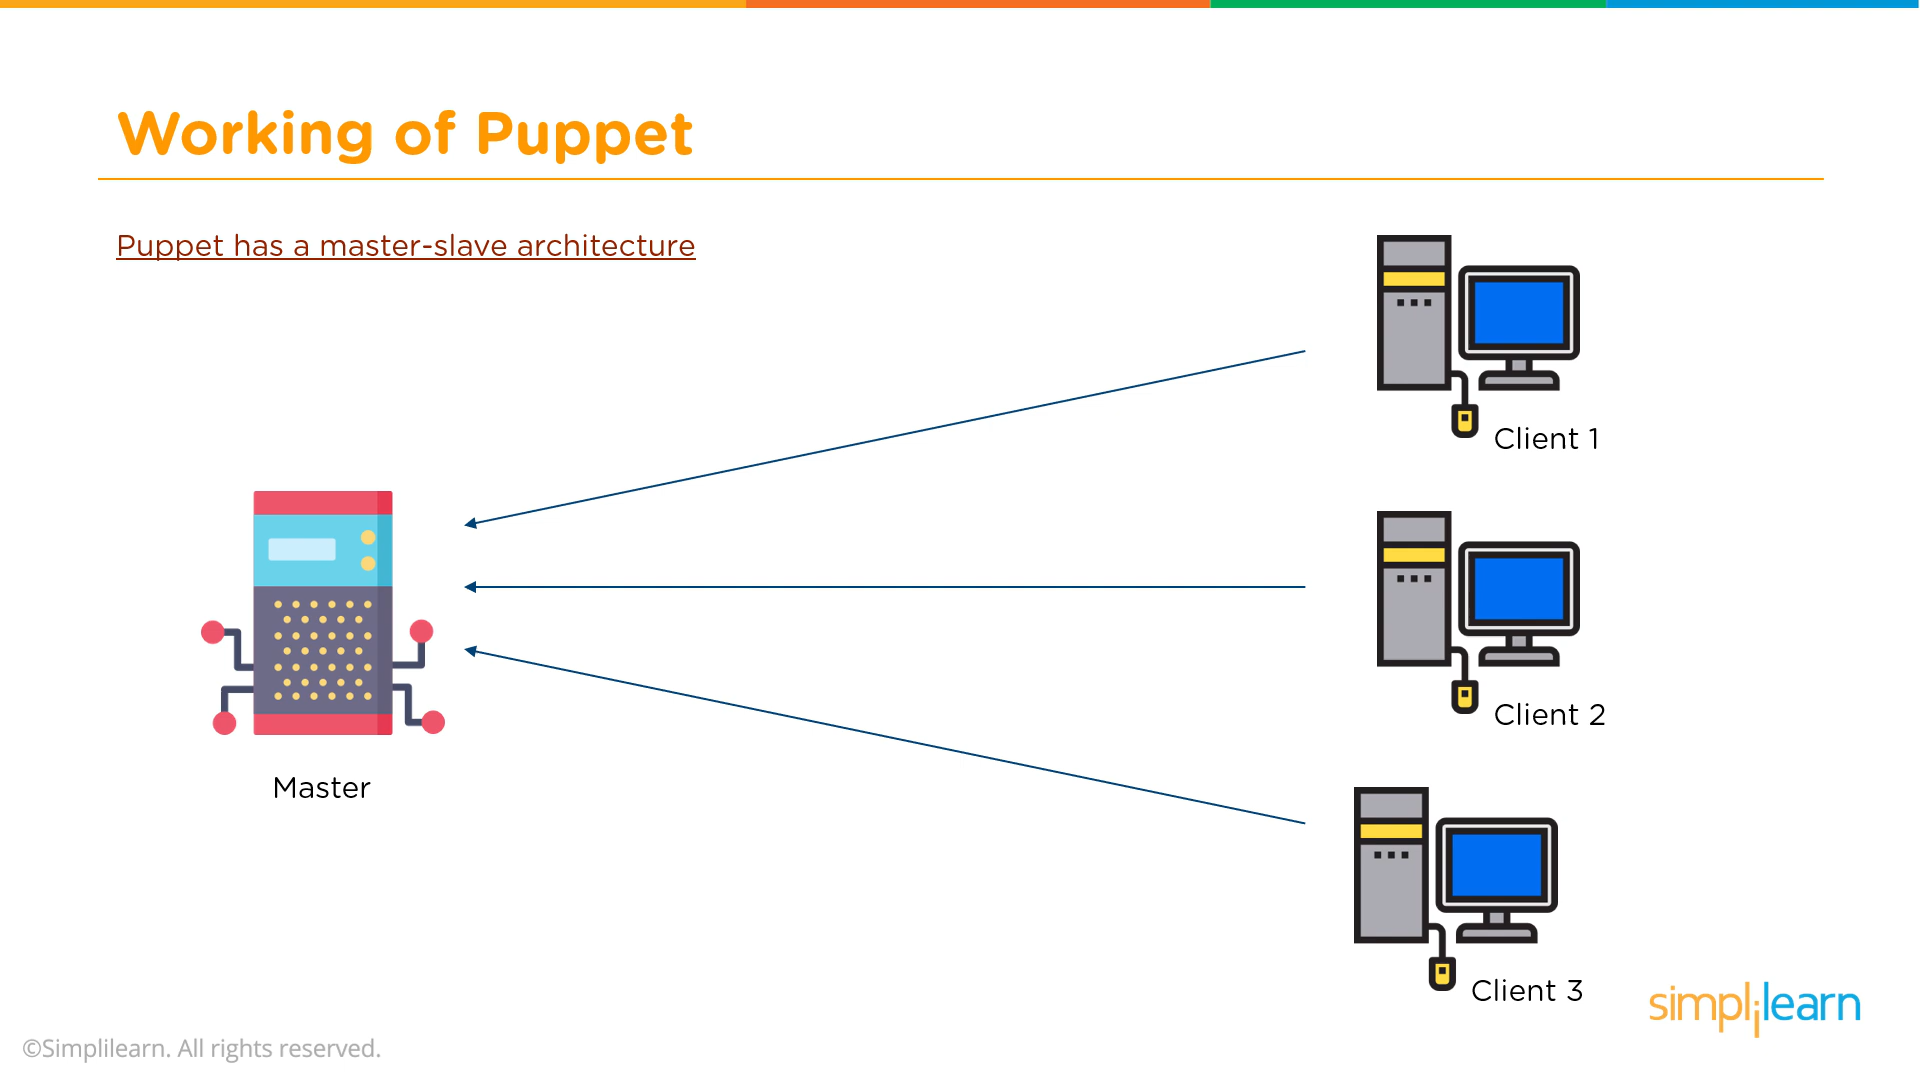 Working of Puppet
Puppet has a master-slave architecture
Client 1
Client 2
Master
Client 3
simplilearn
©Simplilearn. All rights reserved.